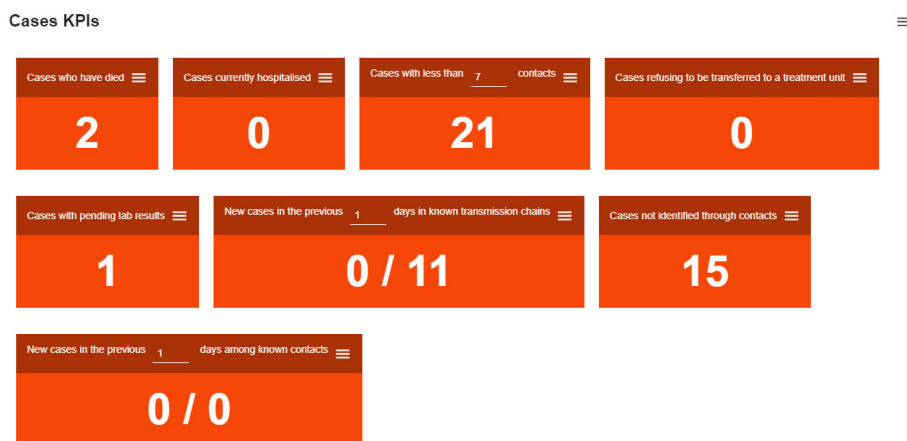 Cases KPIs
Cases who have died
2
Cases currently hospitalised
0
Cases with less than 7 contacts
21
Cases refusing to be transferred to a treatment unit
0
Cases with pending lab results
1
New cases in the previous 1 days in known transmission chains
0 / 11
Cases not identified through contacts
15
New cases in the previous 1 days among known contacts
0 / 0